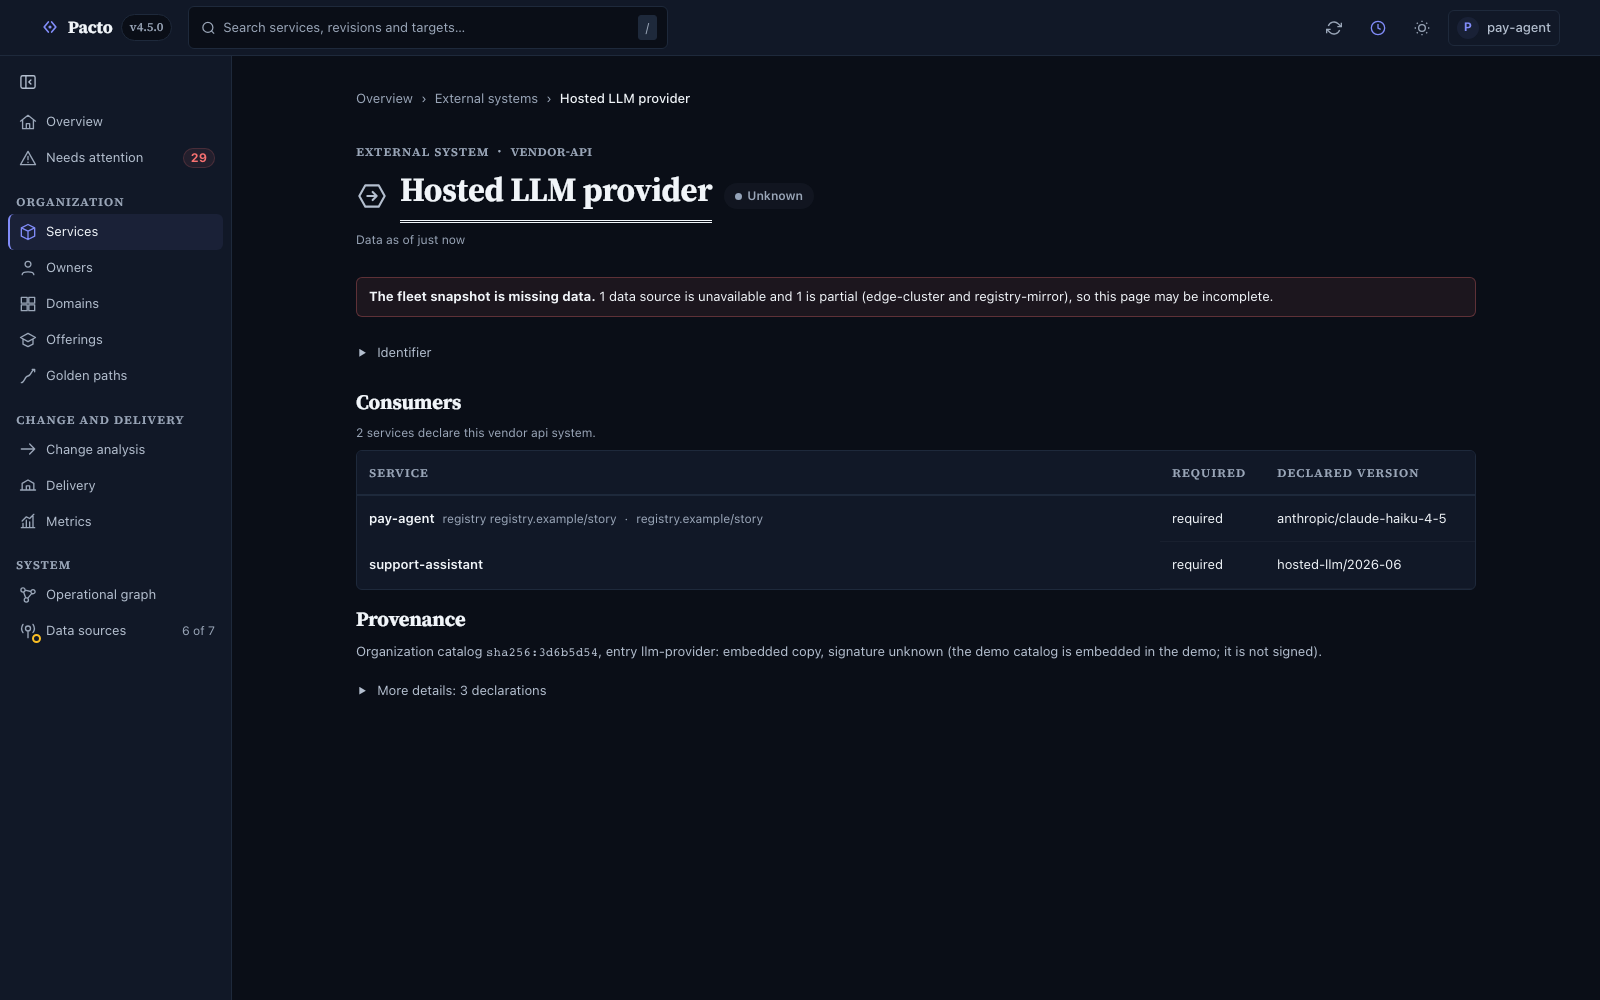 Pacto v4.5.0
Search services, revisions and targets... /
P pay-agent
Overview
Needs attention 29
ORGANIZATION
Services
Owners
Domains
Offerings
Golden paths
CHANGE AND DELIVERY
Change analysis
Delivery
Metrics
SYSTEM
Operational graph
Data sources 6 of 7
Overview › External systems › Hosted LLM provider
EXTERNAL SYSTEM · VENDOR-API
Hosted LLM provider Unknown
Data as of just now
The fleet snapshot is missing data. 1 data source is unavailable and 1 is partial (edge-cluster and registry-mirror), so this page may be incomplete.
Identifier
Consumers
2 services declare this vendor api system.
SERVICE REQUIRED DECLARED VERSION
pay-agent registry registry.example/story · registry.example/story required anthropic/claude-haiku-4-5
support-assistant required hosted-llm/2026-06
Provenance
Organization catalog sha256:3d6b5d54, entry llm-provider: embedded copy, signature unknown (the demo catalog is embedded in the demo; it is not signed).
More details: 3 declarations